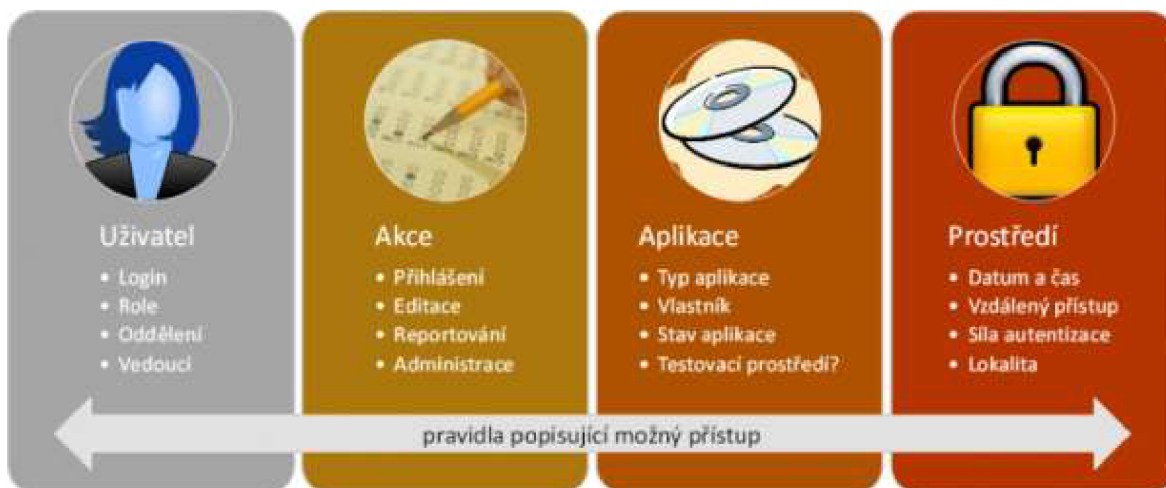 Uživatel
• Login
• Role
• Oddělení
• Vedoucí
Akce
• Přihlášení
• Editace
• Reportování
• Administrace
Aplikace
• Typ aplikace
• Vlastník
• Stav aplikace
• Testovací prostředí?
Prostředí
• Datum a čas
• Vzdálený přístup
• Síla autentizace
• Lokalita
pravidla popisující možný přístup